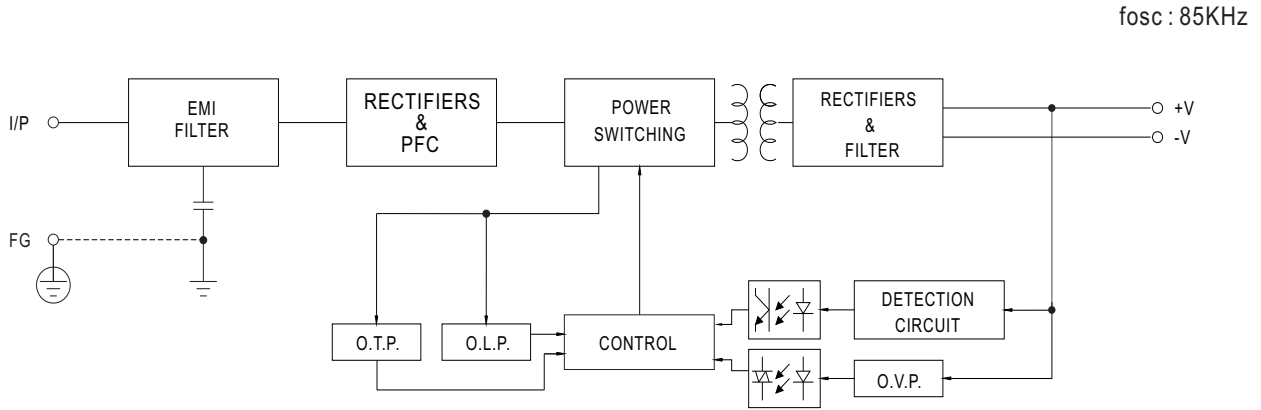 fosc : 85KHz
I/P
EMI
FILTER
RECTIFIERS
&
PFC
POWER
SWITCHING
RECTIFIERS
&
FILTER
+V
-V
FG
O.T.P.
O.L.P.
CONTROL
DETECTION
CIRCUIT
O.V.P.